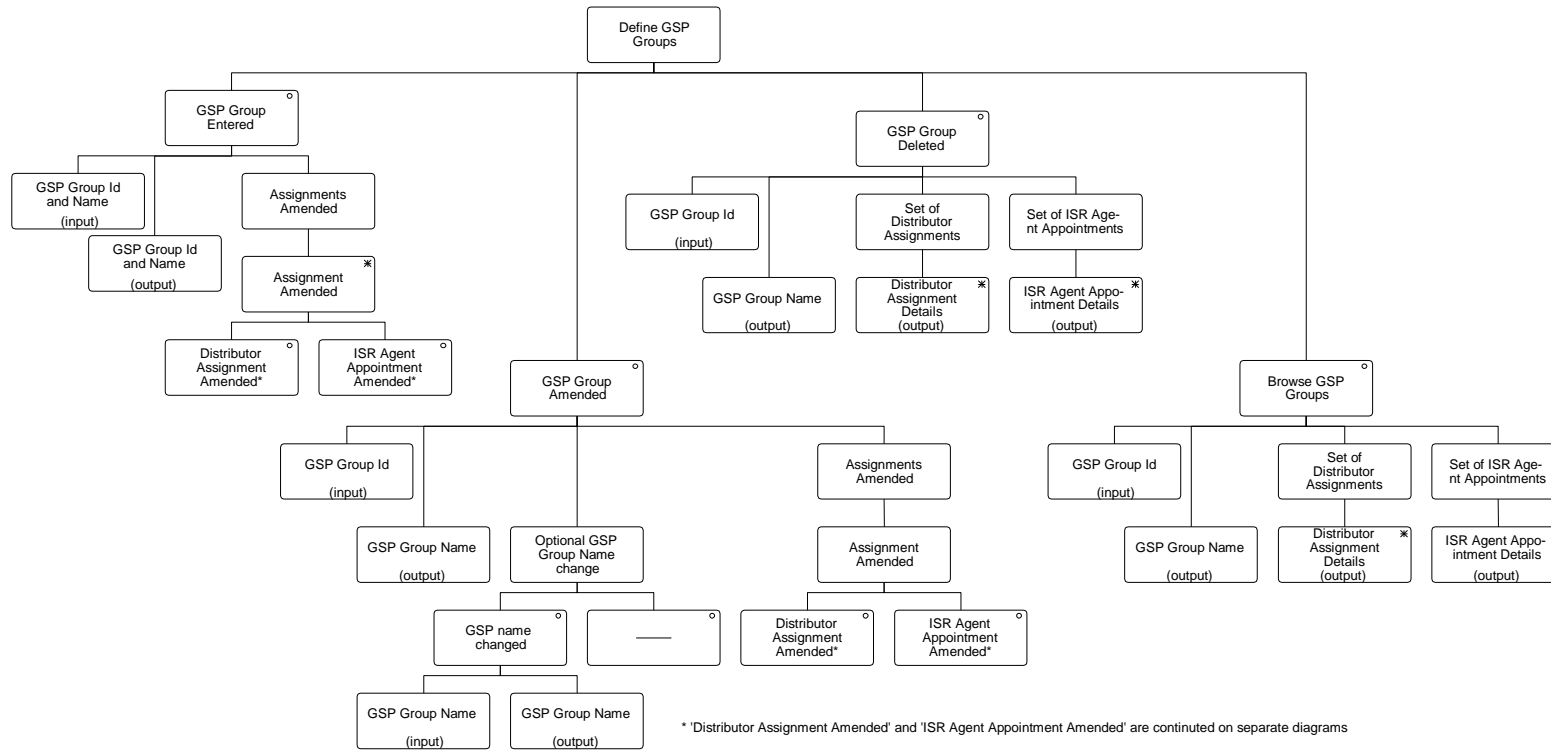 Define GSP
Groups
GSP Group
Entered
GSP Group Id
and Name
(input)
GSP Group Id
and Name
(output)
Assignments
Amended
Assignment
Amended
Distributor
Assignment
Amended*
ISR Agent
Appointment
Amended*
GSP Group
Deleted
GSP Group Id
(input)
GSP Group Name
(output)
Set of
Distributor
Assignments
Distributor
Assignment
Details
(output)
Set of ISR Age-
nt Appointments
ISR Agent Appo-
intment Details
(output)
GSP Group
Amended
GSP Group Id
(input)
GSP Group Name
(output)
Optional GSP
Group Name
change
GSP name
changed
GSP Group Name
(input)
GSP Group Name
(output)
Assignments
Amended
Assignment
Amended
Distributor
Assignment
Amended*
ISR Agent
Appointment
Amended*
Browse GSP
Groups
GSP Group Id
(input)
GSP Group Name
(output)
Set of
Distributor
Assignments
Distributor
Assignment
Details
(output)
Set of ISR Age-
nt Appointments
ISR Agent Appo-
intment Details
(output)
* 'Distributor Assignment Amended' and 'ISR Agent Appointment Amended' are continuted on separate diagrams